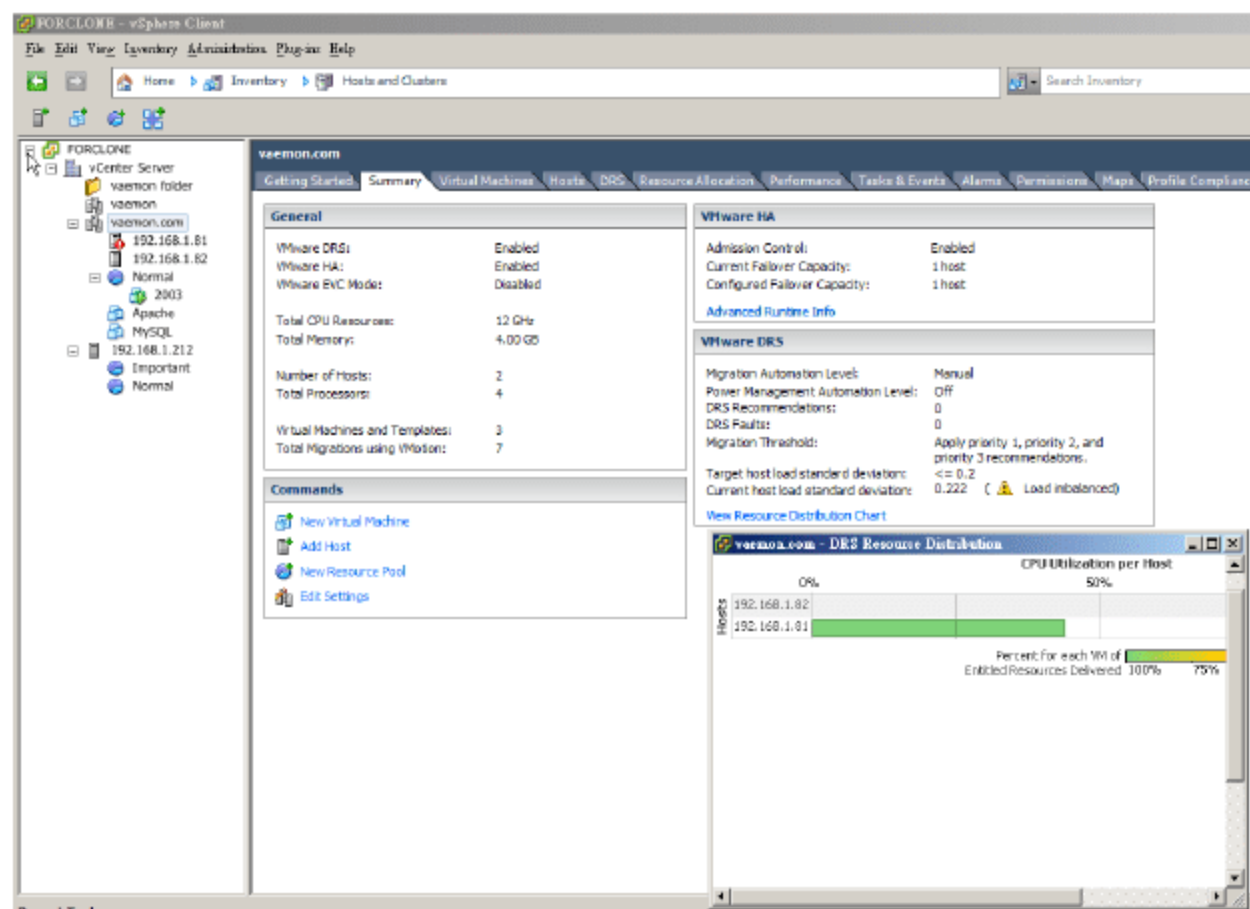 FORCLONE - vSphere Client
File Edit View Inventory Administration Plug-ins Help
Home Inventory Hosts and Clusters Search Inventory
FORCLONE
vCenter Server
vaemon folder
vaemon
vaemon.com
192.168.1.81
192.168.1.82
Normal
2003
Apache
MySQL
192.168.1.212
Important
Normal
vaemon.com
Getting Started Summary Virtual Machines Hosts DRS Resource Allocation Performance Tasks & Events Alarms Permissions Maps Profile Complianc
General
VMware DRS: Enabled
VMware HA: Enabled
VMware EVC Mode: Disabled
Total CPU Resources: 12 GHz
Total Memory: 4.00 GB
Number of Hosts: 2
Total Processors: 4
Virtual Machines and Templates: 3
Total Migrations using VMotion: 7
Commands
New Virtual Machine
Add Host
New Resource Pool
Edit Settings
VMware HA
Admission Control: Enabled
Current Failover Capacity: 1 host
Configured Failover Capacity: 1 host
Advanced Runtime Info
VMware DRS
Migration Automation Level: Manual
Power Management Automation Level: Off
DRS Recommendations: 0
DRS Faults: 0
Migration Threshold: Apply priority 1, priority 2, and
priority 3 recommendations.
Target host load standard deviation: <= 0.2
Current host load standard deviation: 0.222 ( Load imbalanced)
View Resource Distribution Chart
vaemon.com - DRS Resource Distribution
CPU Utilization per Host
0% 50%
Hosts
192.168.1.82
192.168.1.81
Percent for each VM of
Entitled Resources Delivered 100% 75%